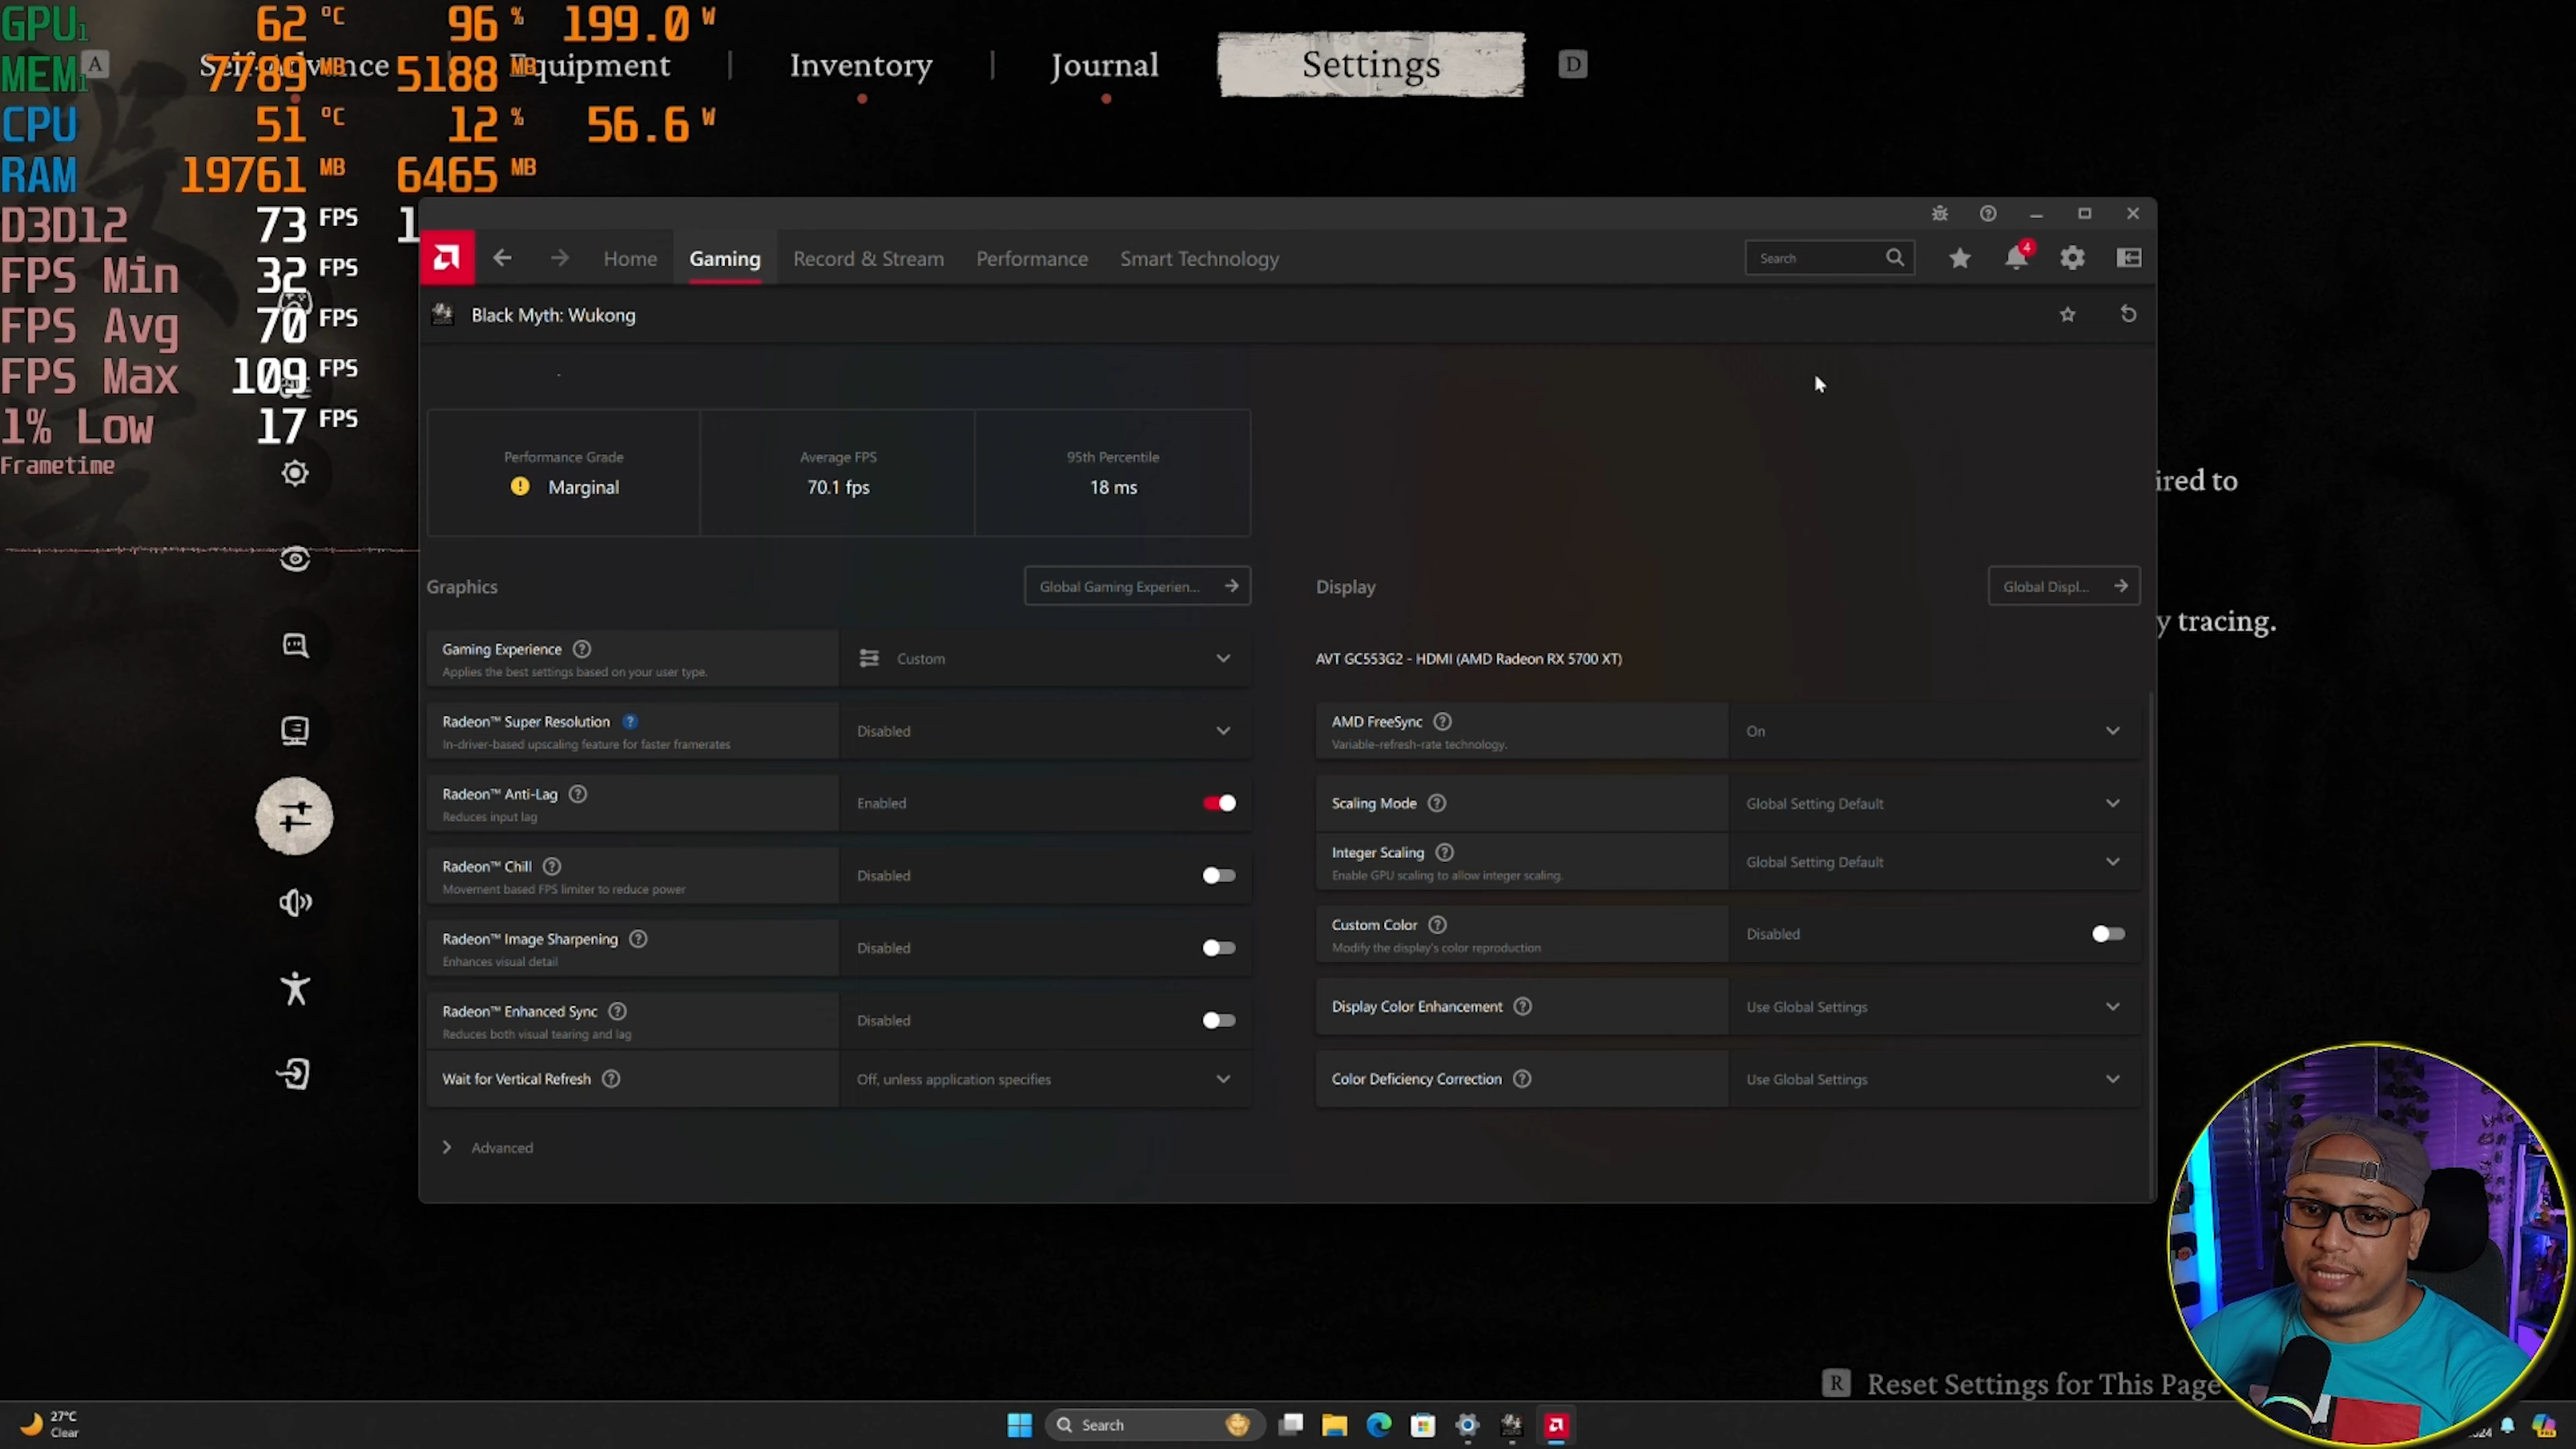 GPU1 62 °C 96 % 199.0 W
MEM1 7789 MB 5188 MB
CPU 51 °C 12 % 56.6 W
RAM 19761 MB 6465 MB
D3D12 73 FPS
FPS Min 32 FPS
FPS Avg 70 FPS
FPS Max 109 FPS
1% Low 17 FPS
Frametime
A Self-Advance | Equipment | Inventory | Journal Settings D
Home Gaming Record & Stream Performance Smart Technology Search 4
Black Myth: Wukong
Performance Grade Average FPS 95th Percentile
Marginal 70.1 fps 18 ms
ired to
y tracing.
Graphics Global Gaming Experien...
Gaming Experience Custom
Applies the best settings based on your user type.
Radeon™ Super Resolution Disabled
In-driver-based upscaling feature for faster framerates
Radeon™ Anti-Lag Enabled
Reduces input lag
Radeon™ Chill Disabled
Movement based FPS limiter to reduce power
Radeon™ Image Sharpening Disabled
Enhances visual detail
Radeon™ Enhanced Sync Disabled
Reduces both visual tearing and lag
Wait for Vertical Refresh Off, unless application specifies
Advanced
Display Global Displ...
AVT GC553G2 - HDMI (AMD Radeon RX 5700 XT)
AMD FreeSync On
Variable-refresh-rate technology.
Scaling Mode Global Setting Default
Integer Scaling Global Setting Default
Enable GPU scaling to allow integer scaling.
Custom Color Disabled
Modify the display's color reproduction
Display Color Enhancement Use Global Settings
Color Deficiency Correction Use Global Settings
R Reset Settings for This Page
27°C
Clear
Search